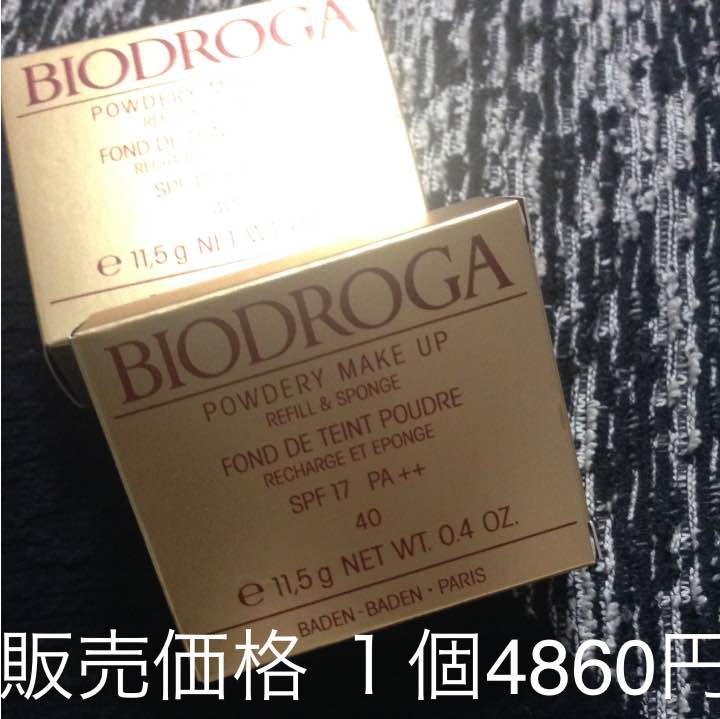 BIODROGA
POWDERY
FOND DE TEIN
e 11,5 g NET WT.
BIODROGA
POWDERY MAKE UP
REFILL & SPONGE
FOND DE TEINT POUDRE
RECHARGE ET EPONGE
SPF 17 PA ++
40
e 11,5 g NET WT. 0.4 OZ.
BADEN-BADEN · PARIS
販売価格 1個4860円